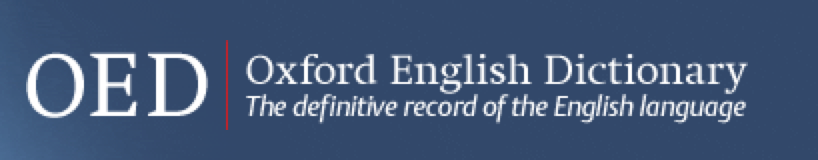 OED
Oxford English Dictionary
The definitive record of the English language